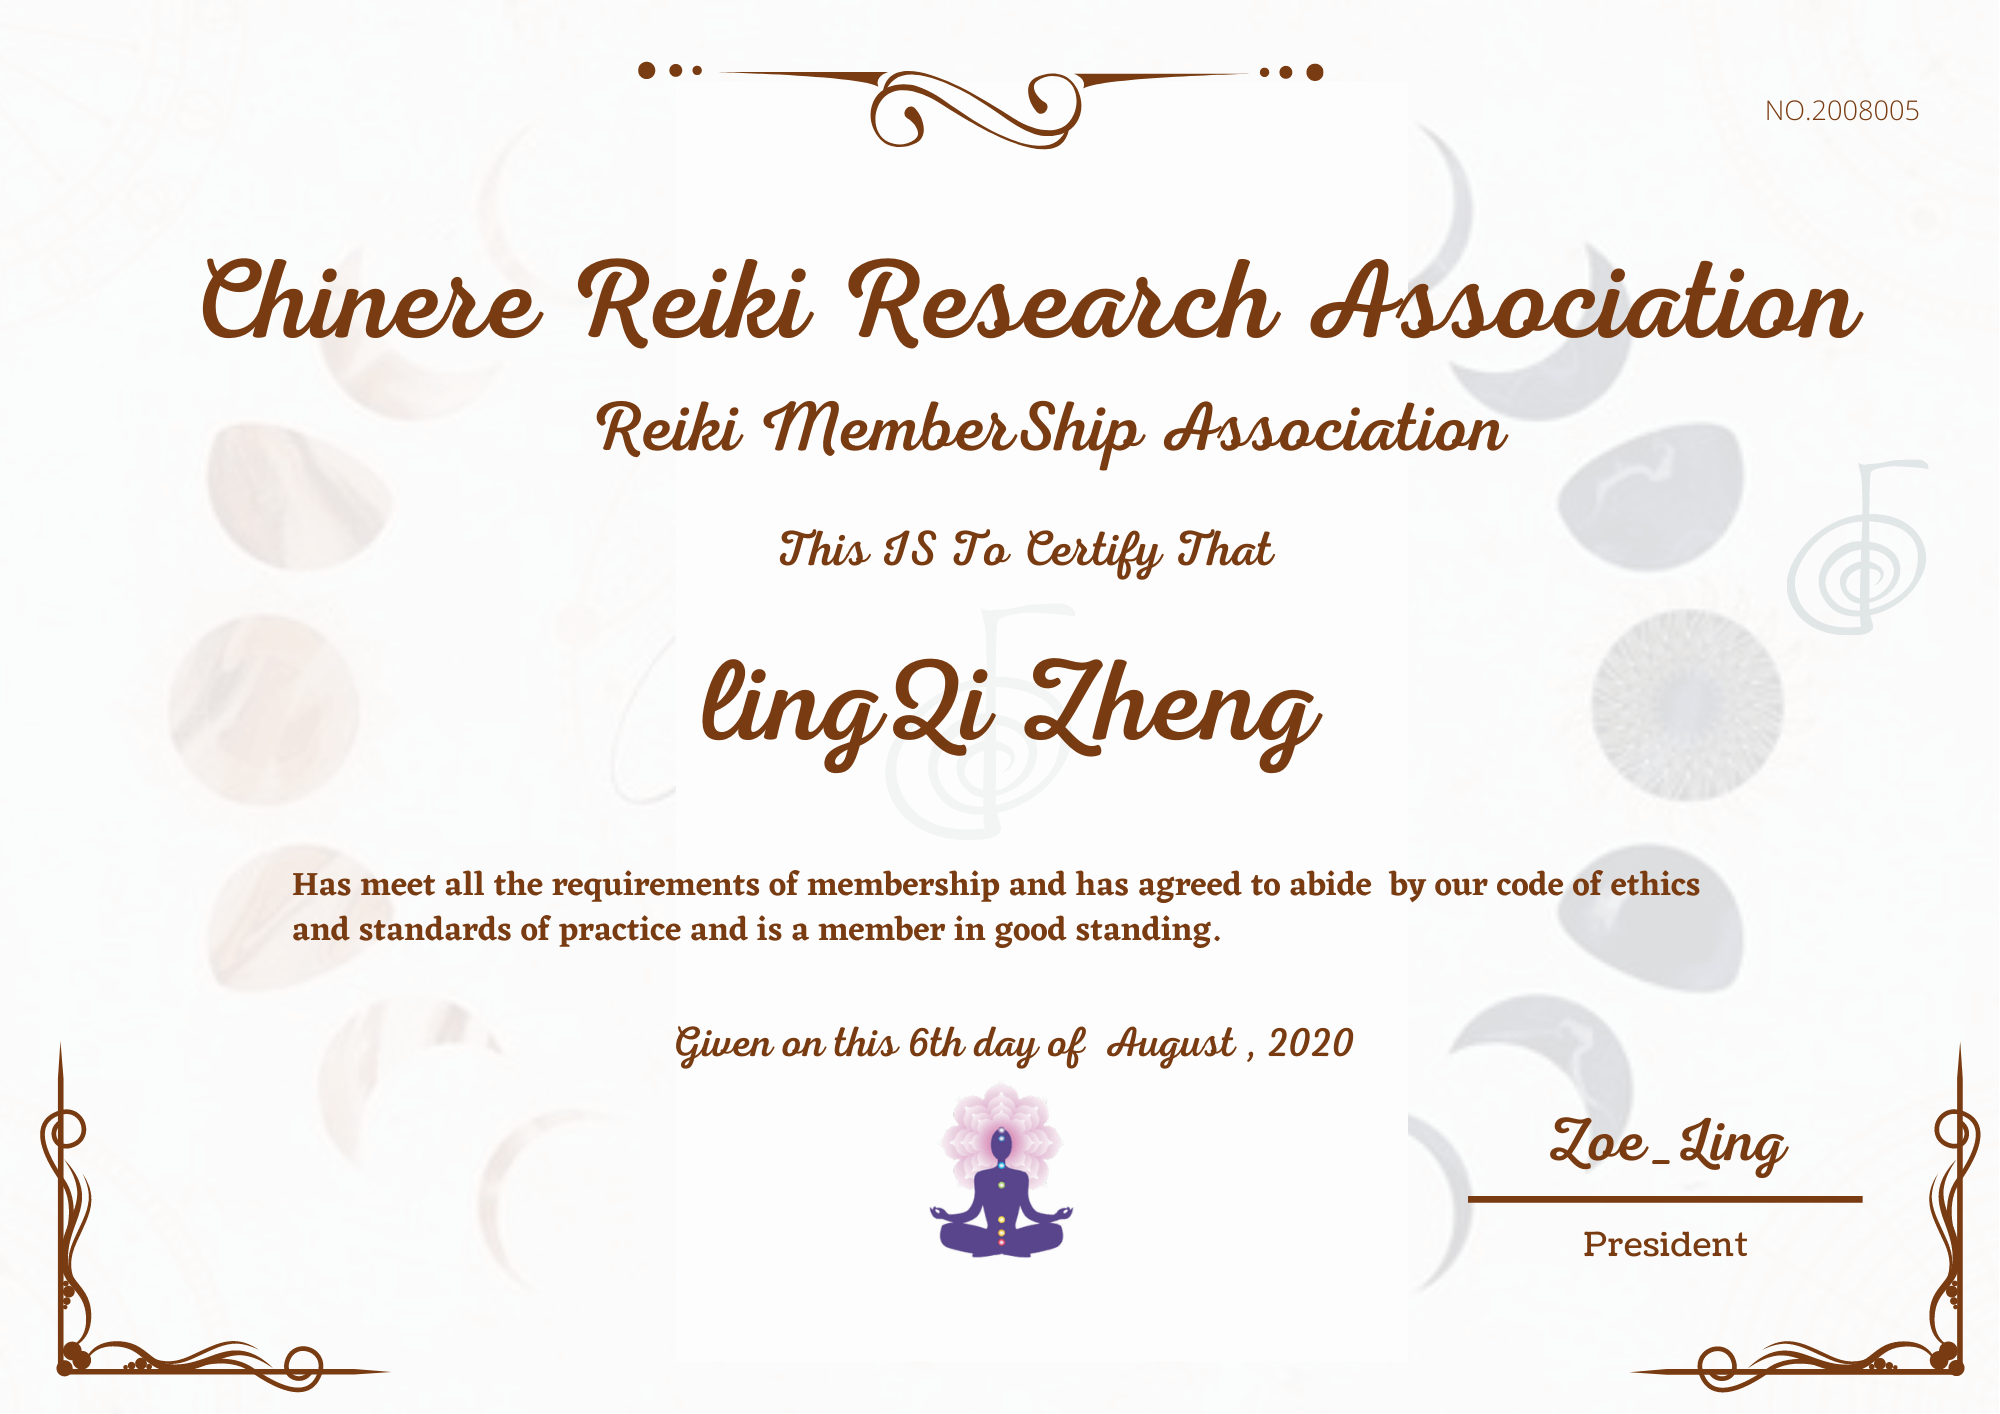 NO.2008005
Chinere Reiki Research Association
Reiki MemberShip Association
This IS To Certify That
lingQi Zheng
Has meet all the requirements of membership and has agreed to abide  by our code of ethics
and standards of practice and is a member in good standing.
Given on this 6th day of  August , 2020
Zoe_Ling
President